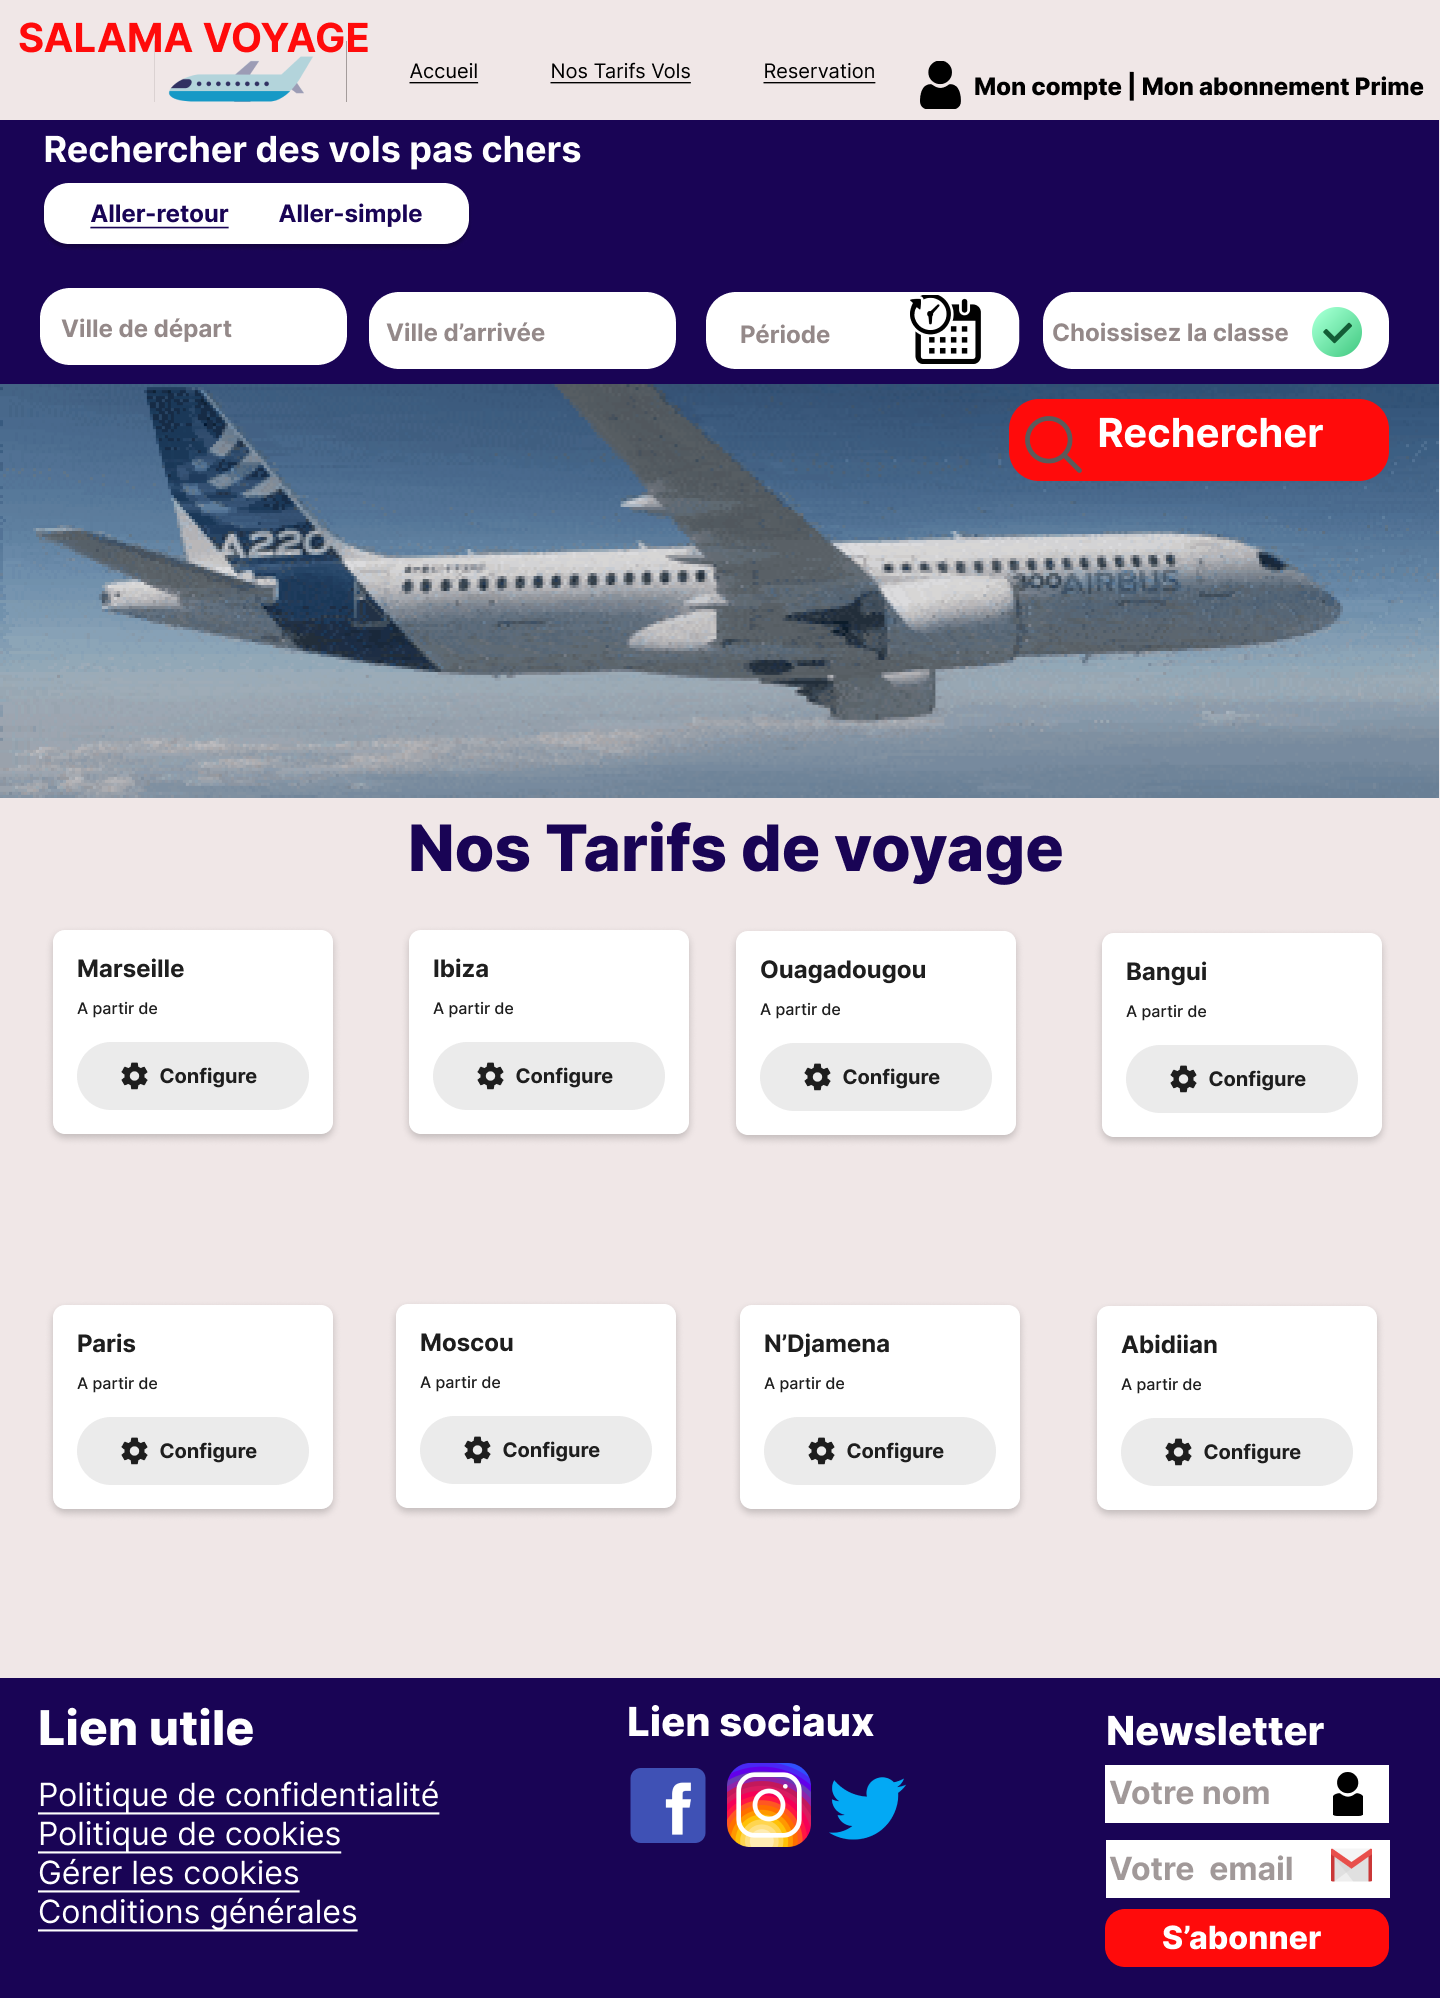 SALAMA VOYAGE
Accueil
Nos Tarifs Vols
Reservation
Mon compte | Mon abonnement Prime
Rechercher des vols pas chers
Aller-retour
Aller-simple
Ville de départ
Ville d’arrivée
Période
Choissisez la classe
Rechercher
A220
300 AIRBUS
Nos Tarifs de voyage
Marseille
A partir de
Configure
Ibiza
A partir de
Configure
Ouagadougou
A partir de
Configure
Bangui
A partir de
Configure
Paris
A partir de
Configure
Moscou
A partir de
Configure
N’Djamena
A partir de
Configure
Abidiian
A partir de
Configure
Lien utile
Politique de confidentialité
Politique de cookies
Gérer les cookies
Conditions générales
Lien sociaux
Newsletter
Votre nom
Votre email
S’abonner